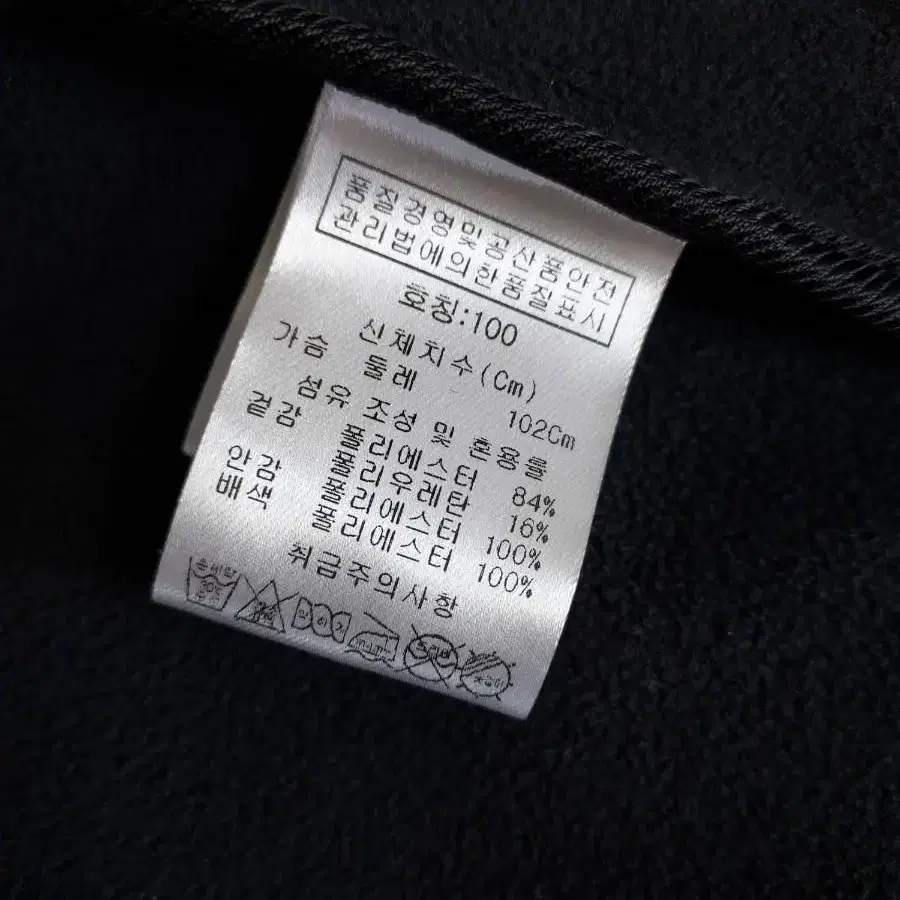 품질경영및공산품안전
관리법에의한품질표시
호칭:100
신체치수(Cm)
가슴 둘레 102Cm
섬유 조성 및 혼용률
겉감 폴리에스터 84%
폴리우레탄 16%
안감 폴리에스터 100%
배색 폴리에스터 100%
취급주의사항
손세탁